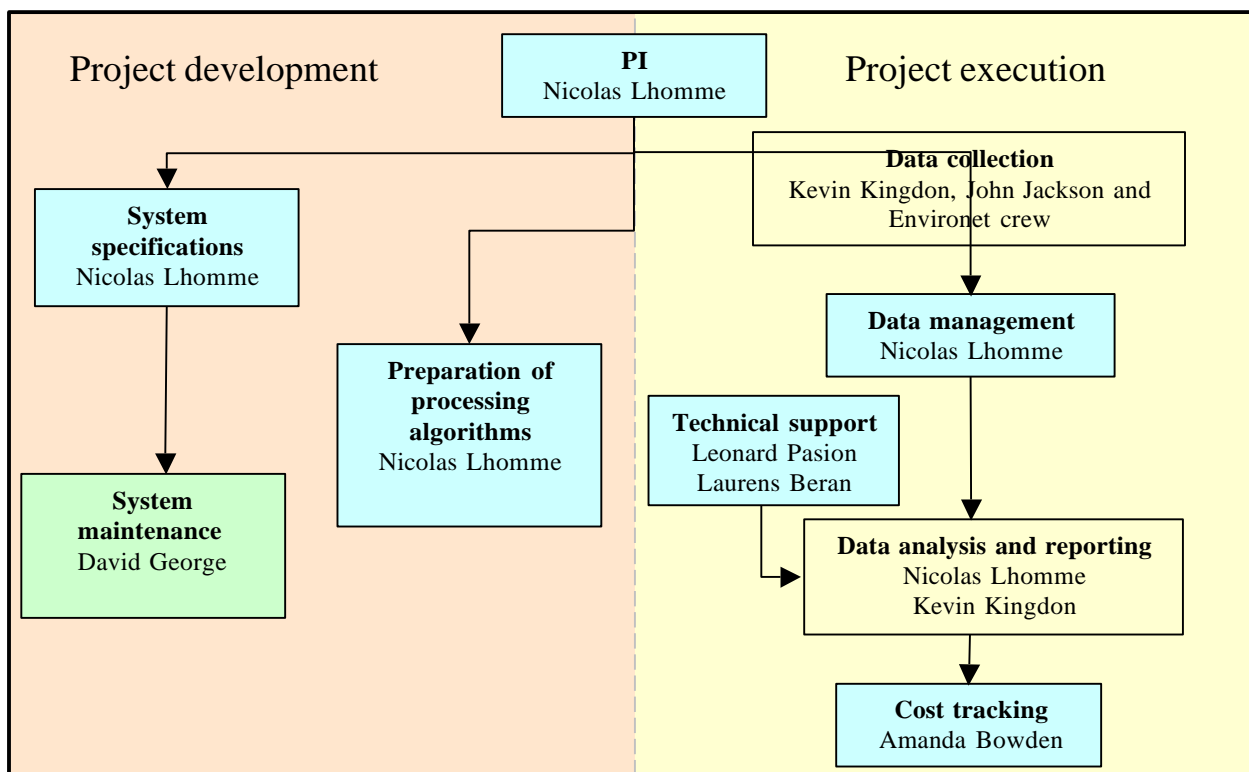 Project development
PI
Nicolas Lhomme
Project execution
Data collection
Kevin Kingdon, John Jackson and
Environet crew
System
specifications
Nicolas Lhomme
Data management
Nicolas Lhomme
Preparation of
processing
algorithms
Nicolas Lhomme
Technical support
Leonard Pasion
Laurens Beran
System
maintenance
David George
Data analysis and reporting
Nicolas Lhomme
Kevin Kingdon
Cost tracking
Amanda Bowden